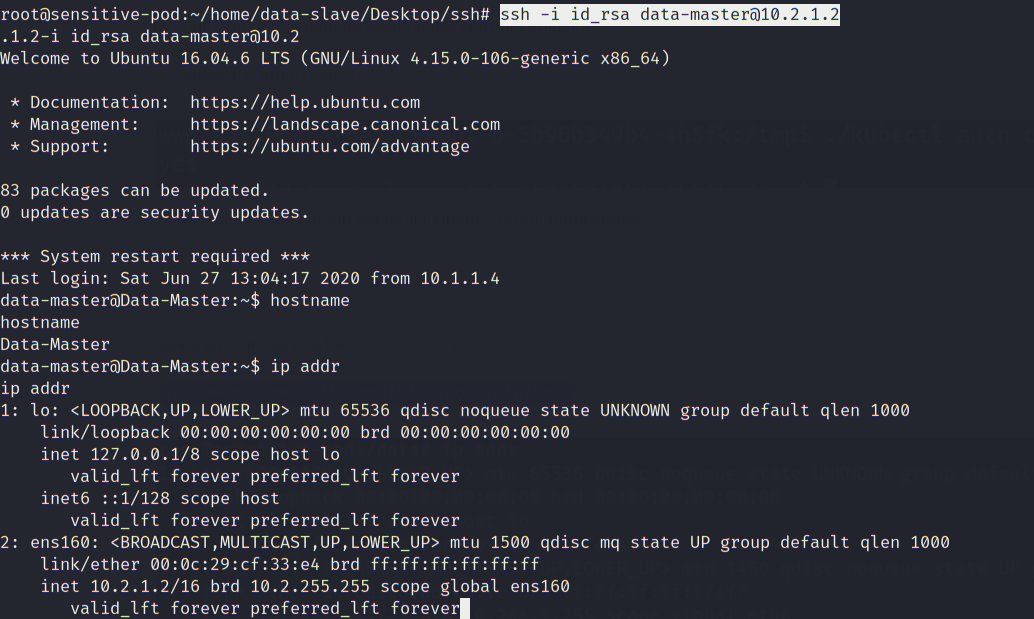 root@sensitive-pod:~/home/data-slave/Desktop/ssh# ssh -i id_rsa data-master@10.2.1.2
.1.2-i id_rsa data-master@10.2
Welcome to Ubuntu 16.04.6 LTS (GNU/Linux 4.15.0-106-generic x86_64)

 * Documentation:  https://help.ubuntu.com
 * Management:     https://landscape.canonical.com
 * Support:        https://ubuntu.com/advantage

83 packages can be updated.
0 updates are security updates.

*** System restart required ***
Last login: Sat Jun 27 13:04:17 2020 from 10.1.1.4
data-master@Data-Master:~$ hostname
hostname
Data-Master
data-master@Data-Master:~$ ip addr
ip addr
1: lo: <LOOPBACK,UP,LOWER_UP> mtu 65536 qdisc noqueue state UNKNOWN group default qlen 1000
    link/loopback 00:00:00:00:00:00 brd 00:00:00:00:00:00
    inet 127.0.0.1/8 scope host lo
       valid_lft forever preferred_lft forever
    inet6 ::1/128 scope host
       valid_lft forever preferred_lft forever
2: ens160: <BROADCAST,MULTICAST,UP,LOWER_UP> mtu 1500 qdisc mq state UP group default qlen 1000
    link/ether 00:0c:29:cf:33:e4 brd ff:ff:ff:ff:ff:ff
    inet 10.2.1.2/16 brd 10.2.255.255 scope global ens160
       valid_lft forever preferred_lft forever